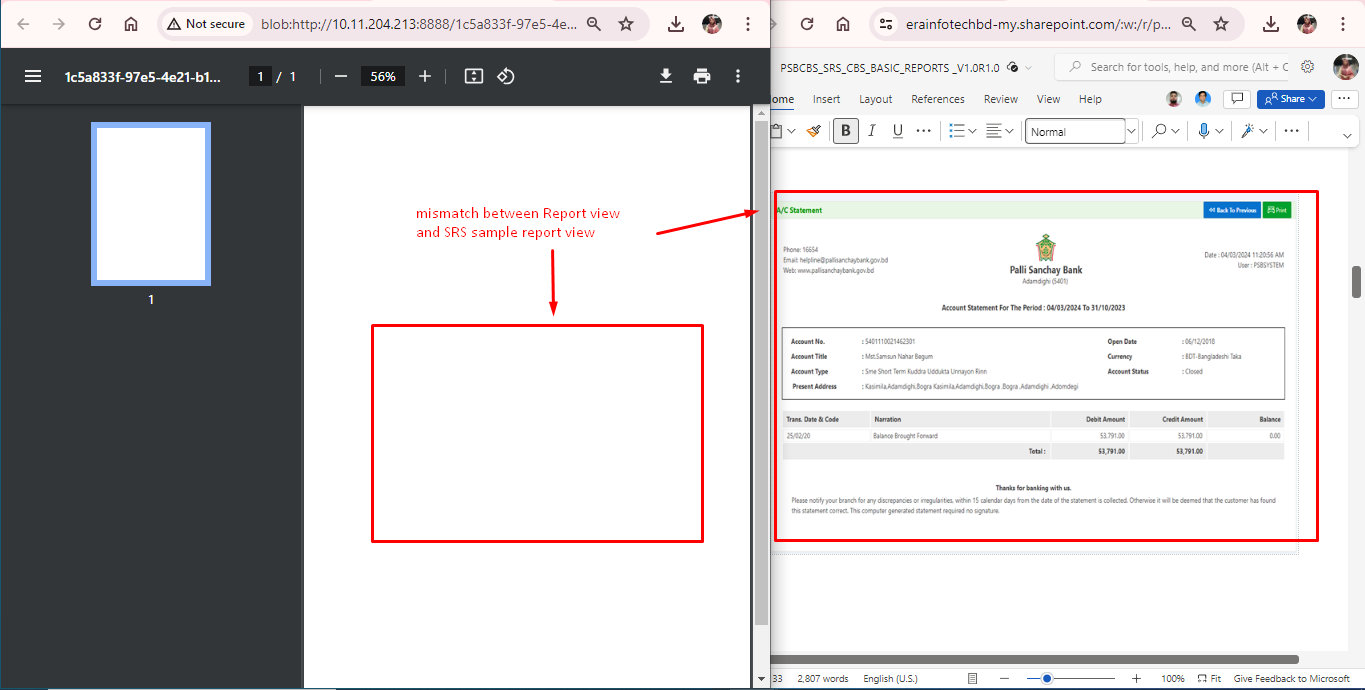 Not secure
blob:http://10.11.204.213:8888/1c5a833f-97e5-4e...
1c5a833f-97e5-4e21-b1...
1 / 1
56%
1
mismatch between Report view
and SRS sample report view
erainfotechbd-my.sharepoint.com/:w:/r/p...
PSBCBS_SRS_CBS_BASIC_REPORTS _V1.0R1.0
Search for tools, help, and more (Alt + C
ome Insert Layout References Review View Help
Share
B I U
Normal
A/C Statement
Back To Previous
Print
Phone: 16654
Email: helpline@pallisanchaybank.gov.bd
Web: www.pallisanchaybank.gov.bd
Palli Sanchay Bank
Adamdighi (5401)
Date : 04/03/2024 11:20:56 AM
User : PSBSYSTEM
Account Statement For The Period : 04/03/2024 To 31/10/2023
Account No. : 5401110021462301 Open Date : 06/12/2018
Account Title : Mst.Samsun Nahar Begum Currency : BDT-Bangladeshi Taka
Account Type : Sme Short Term Kuddra Uddukta Unnayon Rinn Account Status : Closed
Present Address : Kasimila,Adamdighi,Bogra Kasimila,Adamdighi,Bogra ,Bogra ,Adamdighi ,Adomdegi
Trans. Date & Code Narration Debit Amount Credit Amount Balance
25/02/20 Balance Brought Forward 53,791.00 53,791.00 0.00
Total : 53,791.00 53,791.00
Thanks for banking with us.
Please notify your branch for any discrepancies or irregularities, within 15 calendar days from the date of the statement is collected. Otherwise it will be deemed that the customer has found
this statement correct. This computer generated statement required no signature.
33 2,807 words English (U.S.) 100% Fit Give Feedback to Microsoft